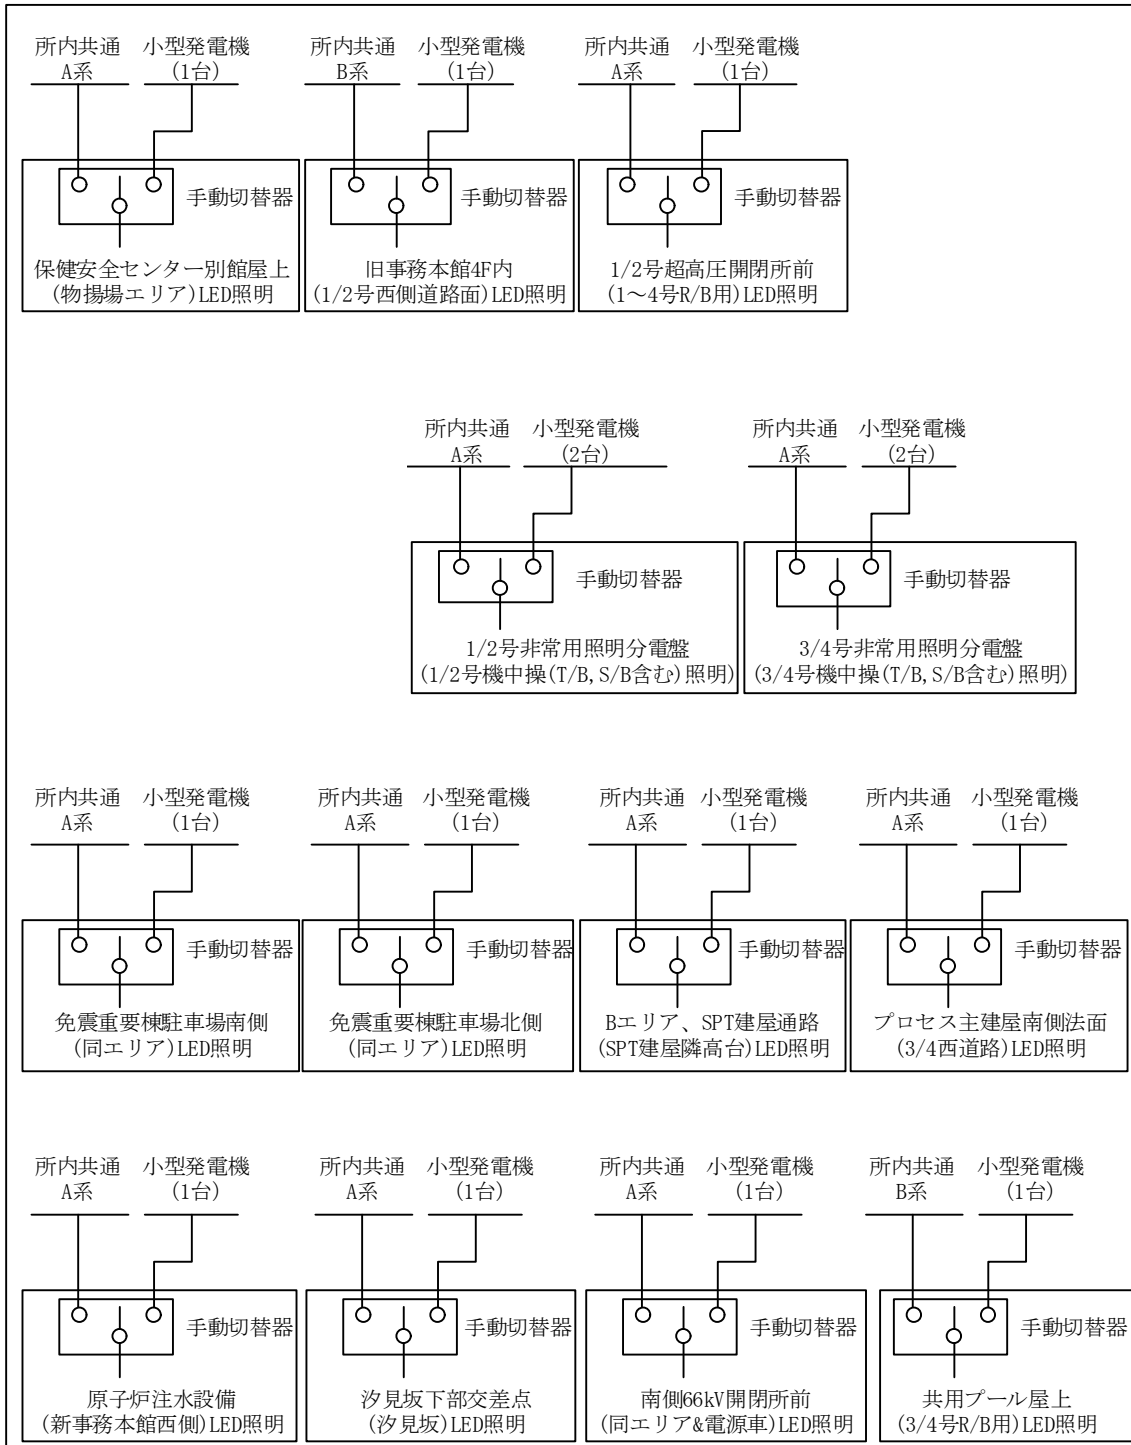 所内共通 小型発電機
A系 (1台)
手動切替器
保健安全センター別館屋上
(物揚場エリア)LED照明
所内共通 小型発電機
B系 (1台)
手動切替器
旧事務本館4F内
(1/2号西側道路面)LED照明
所内共通 小型発電機
A系 (1台)
手動切替器
1/2号超高圧開閉所前
(1～4号R/B用)LED照明
所内共通 小型発電機
A系 (2台)
手動切替器
1/2号非常用照明分電盤
(1/2号機中操(T/B,S/B含む)照明)
所内共通 小型発電機
A系 (2台)
手動切替器
3/4号非常用照明分電盤
(3/4号機中操(T/B,S/B含む)照明)
所内共通 小型発電機
A系 (1台)
手動切替器
免震重要棟駐車場南側
(同エリア)LED照明
所内共通 小型発電機
A系 (1台)
手動切替器
免震重要棟駐車場北側
(同エリア)LED照明
所内共通 小型発電機
A系 (1台)
手動切替器
Bエリア、SPT建屋通路
(SPT建屋隣高台)LED照明
所内共通 小型発電機
A系 (1台)
手動切替器
プロセス主建屋南側法面
(3/4西道路)LED照明
所内共通 小型発電機
A系 (1台)
手動切替器
原子炉注水設備
(新事務本館西側)LED照明
所内共通 小型発電機
A系 (1台)
手動切替器
汐見坂下部交差点
(汐見坂)LED照明
所内共通 小型発電機
A系 (1台)
手動切替器
南側66kV開閉所前
(同エリア&電源車)LED照明
所内共通 小型発電機
B系 (1台)
手動切替器
共用プール屋上
(3/4号R/B用)LED照明